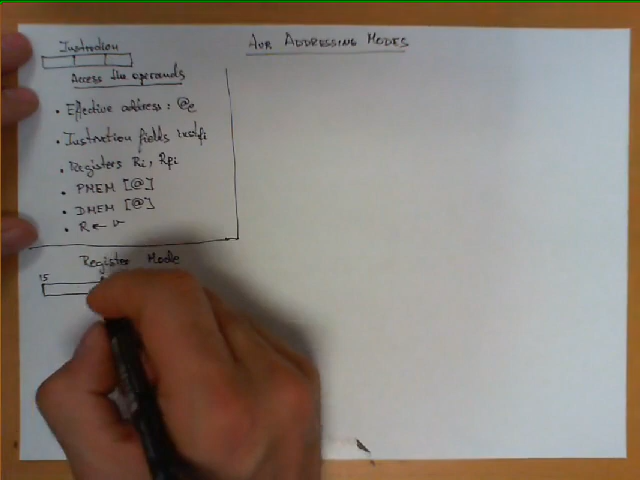 AVR ADDRESSING MODES
Instruction
Access the operands
• Effective address : @e
• Instruction fields
• Registers Ri, Rpi
• PMEM [@]
• DMEM [@]
• R ← v
Register Mode
15